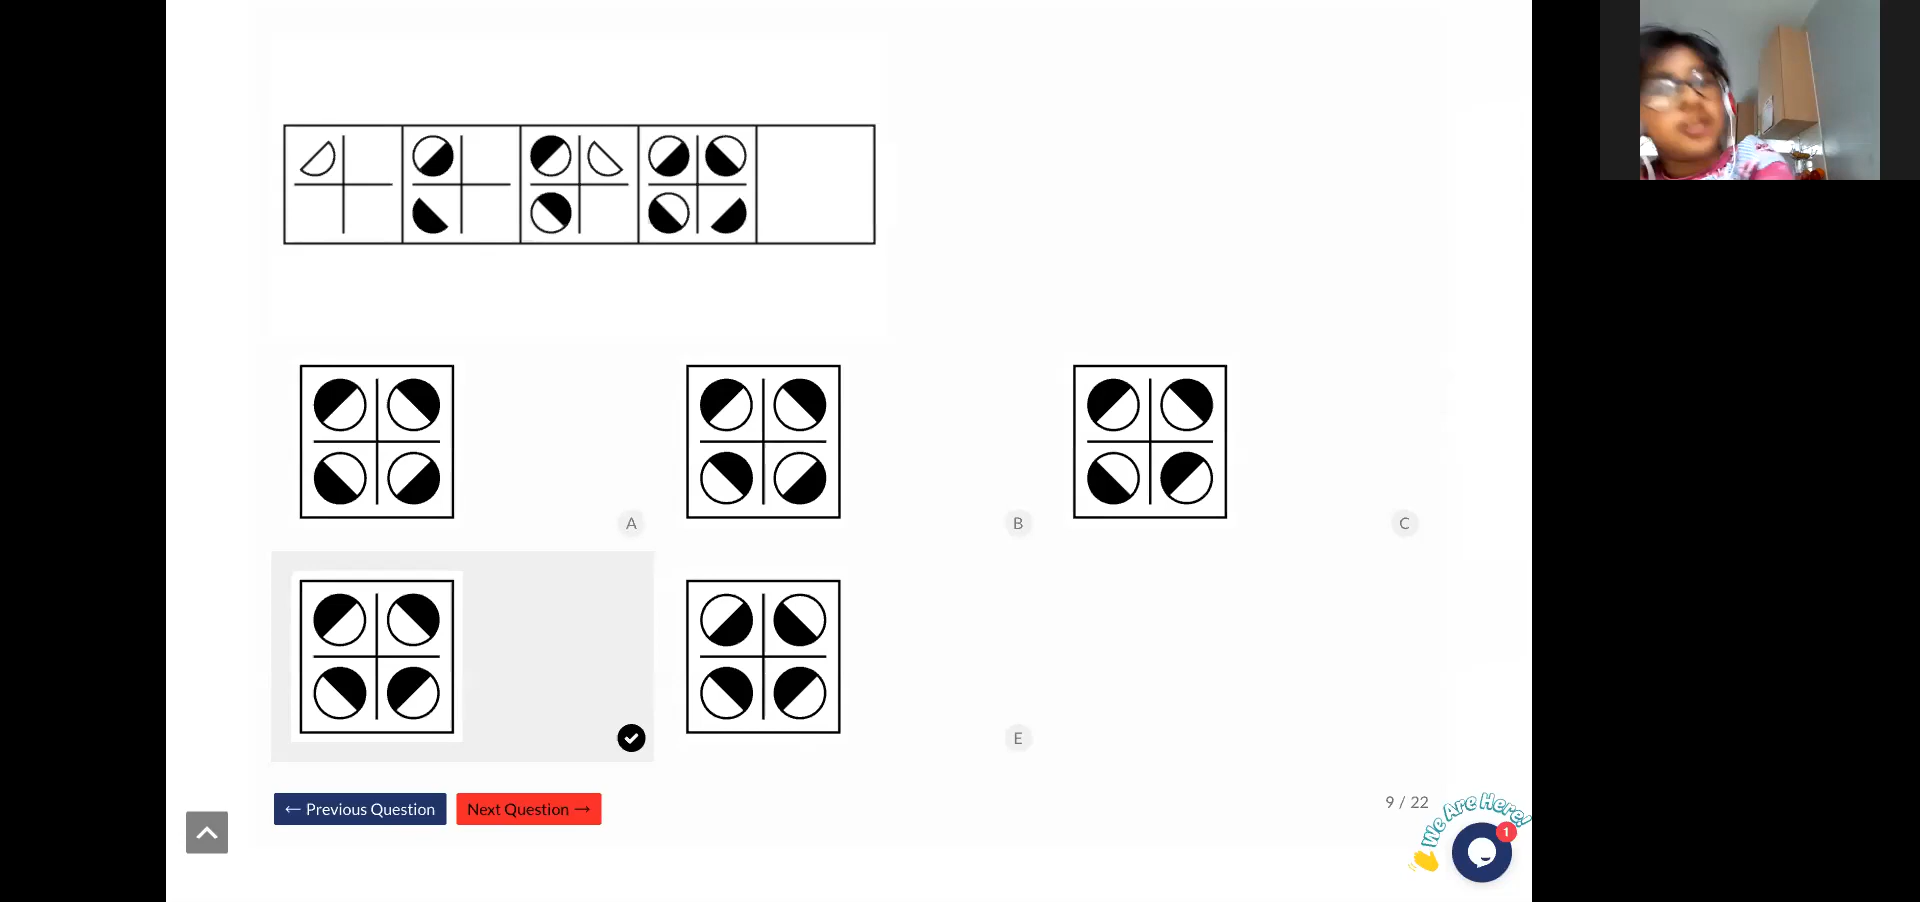 A
B
C
E
← Previous Question
Next Question →
9 / 22
We Are Here!
1